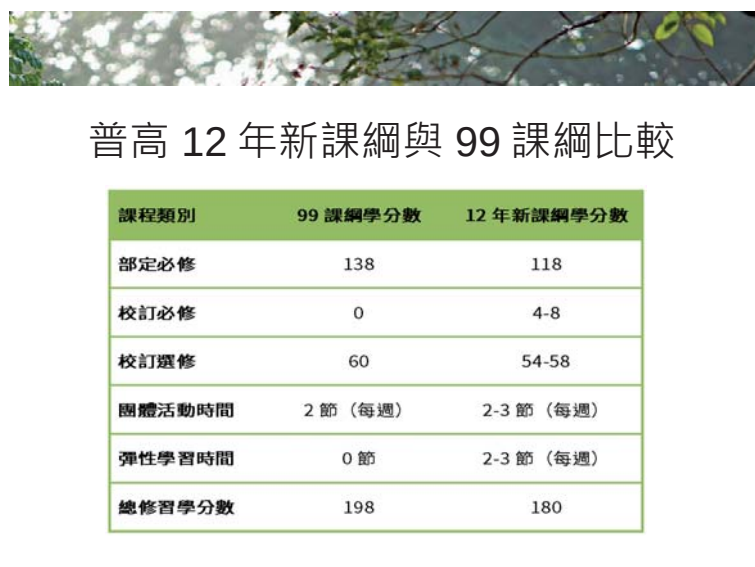 普高 12 年新課綱與 99 課綱比較
課程類別 99 課綱學分數 12 年新課綱學分數
部定必修 138 118
校訂必修 0 4-8
校訂選修 60 54-58
團體活動時間 2 節（每週） 2-3 節（每週）
彈性學習時間 0 節 2-3 節（每週）
總修習學分數 198 180